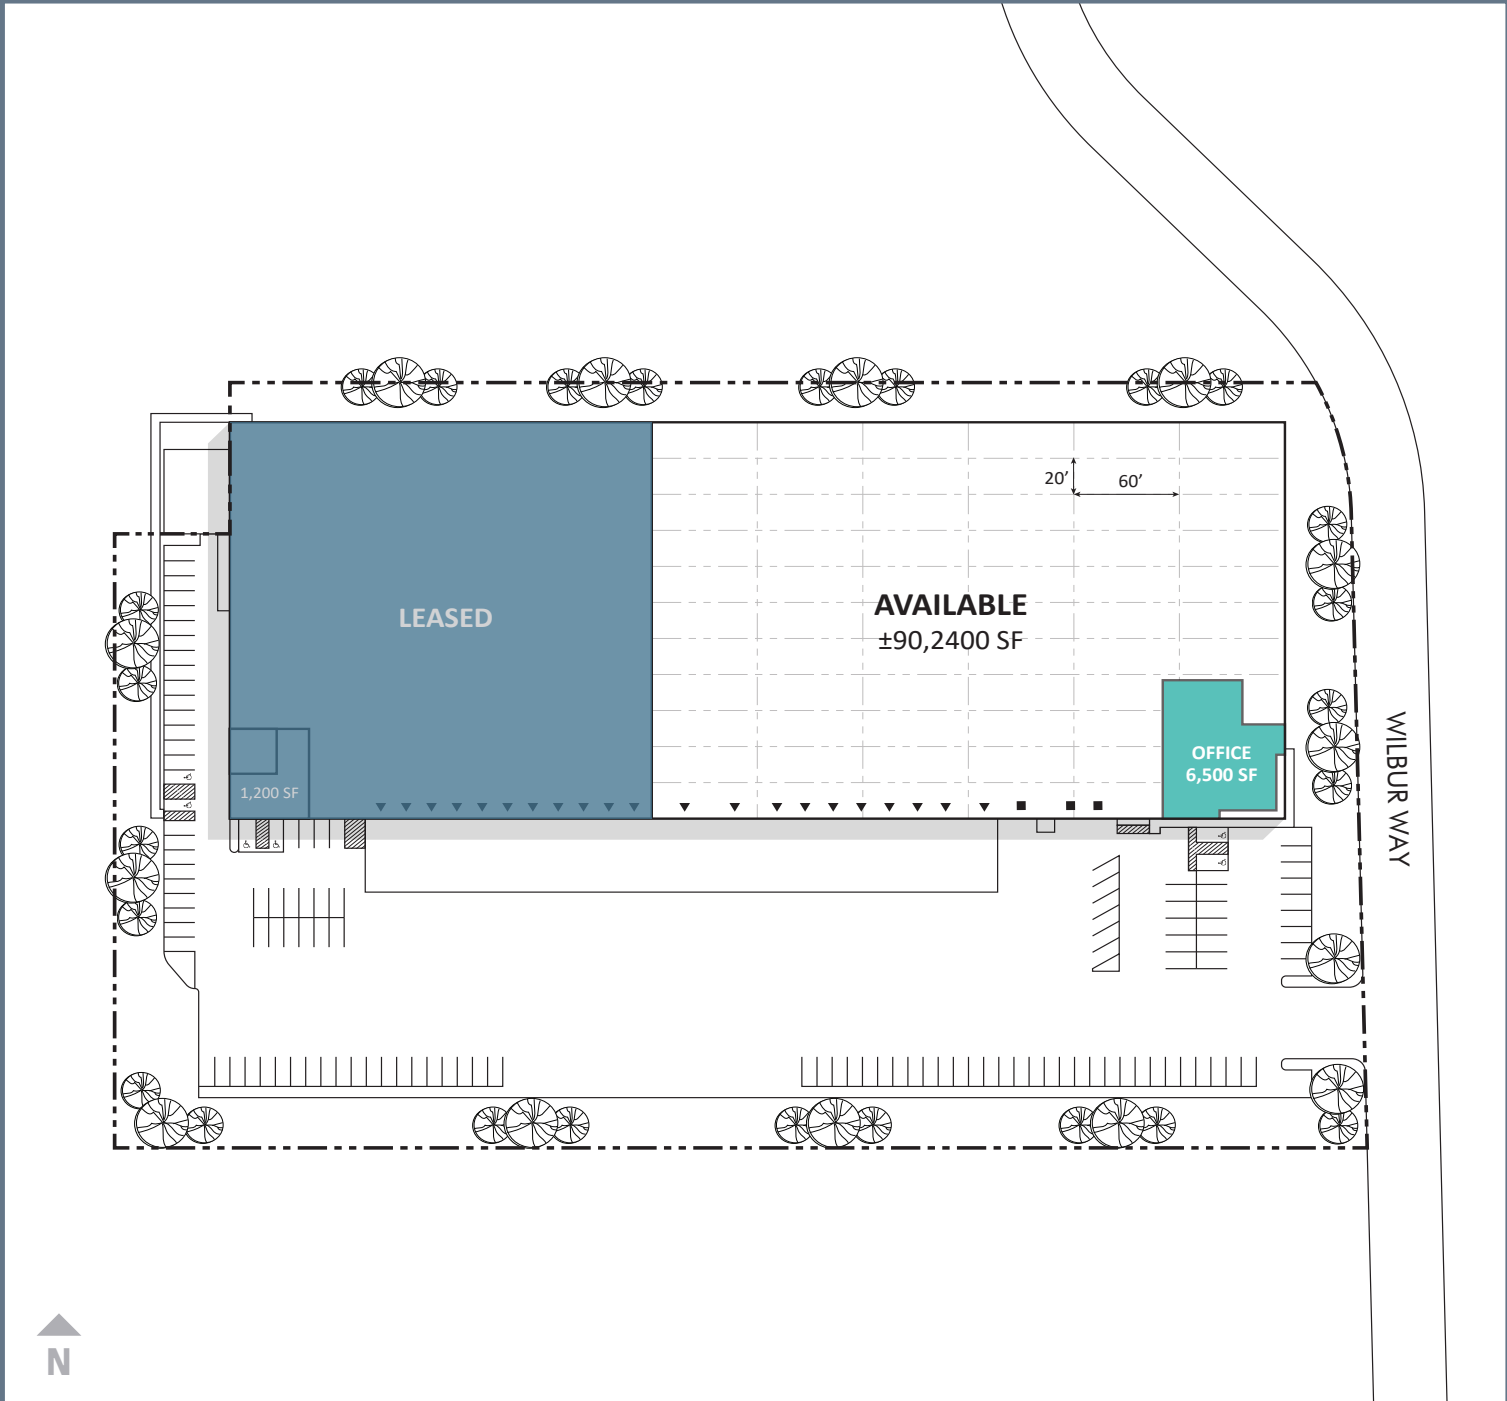 20’
60’
LEASED
AVAILABLE
±90,2400 SF
OFFICE
6,500 SF
1,200 SF
WILBUR WAY
N